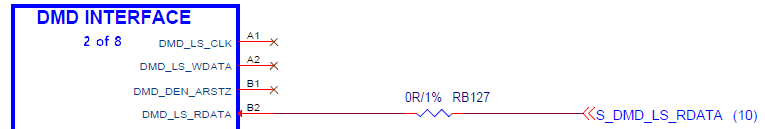 DMD INTERFACE
2 of 8
DMD_LS_CLK A1
DMD_LS_WDATA A2
DMD_DEN_ARSTZ B1
DMD_LS_RDATA B2
0R/1% RB127
S_DMD_LS_RDATA (10)